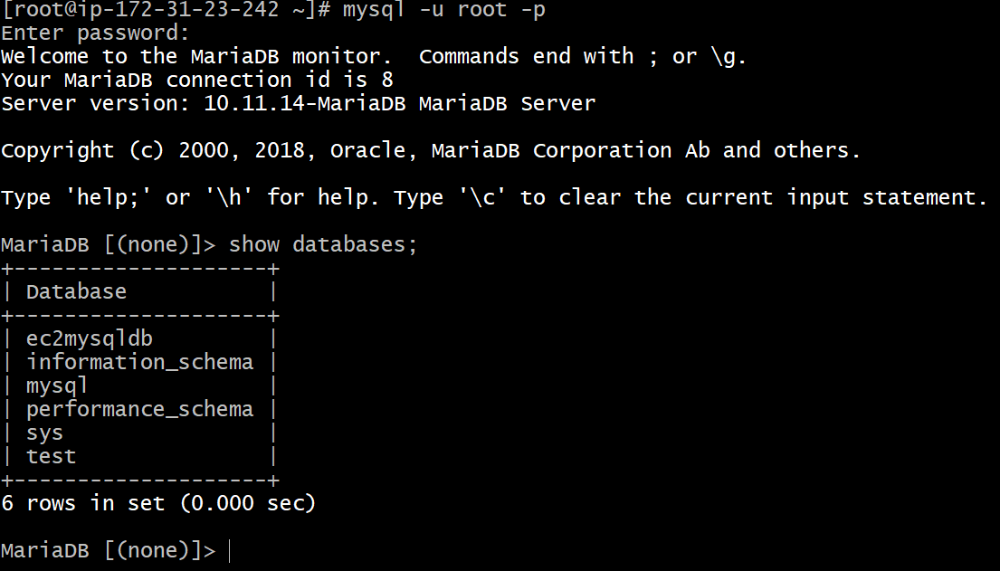 [root@ip-172-31-23-242 ~]# mysql -u root -p
Enter password:
Welcome to the MariaDB monitor.  Commands end with ; or \g.
Your MariaDB connection id is 8
Server version: 10.11.14-MariaDB MariaDB Server
Copyright (c) 2000, 2018, Oracle, MariaDB Corporation Ab and others.
Type 'help;' or '\h' for help. Type '\c' to clear the current input statement.
MariaDB [(none)]> show databases;
+--------------------+
| Database           |
+--------------------+
| ec2mysqldb         |
| information_schema |
| mysql              |
| performance_schema |
| sys                |
| test               |
+--------------------+
6 rows in set (0.000 sec)
MariaDB [(none)]>